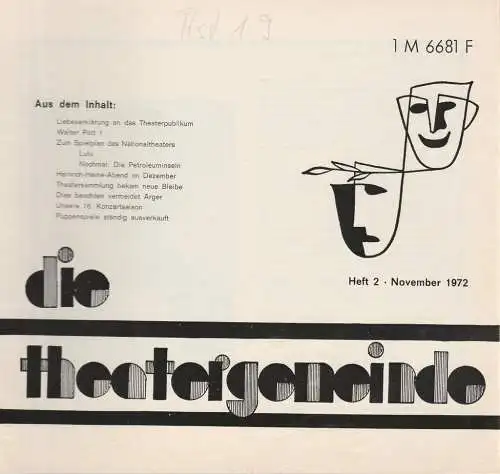 1 M 6681 F
Aus dem Inhalt:
Liebeserklärung an das Theaterpublikum
Walter Pott †
Zum Spielplan des Nationaltheaters
Lulu
Nochmal: Die Petroleuminseln
Heinrich-Heine-Abend im Dezember
Theatersammlung bekam neue Bleibe
Dies beachten vermeidet Ärger
Unsere 16. Konzertsaison
Puppenspiele ständig ausverkauft
Heft 2 · November 1972
die
theatergemeinde